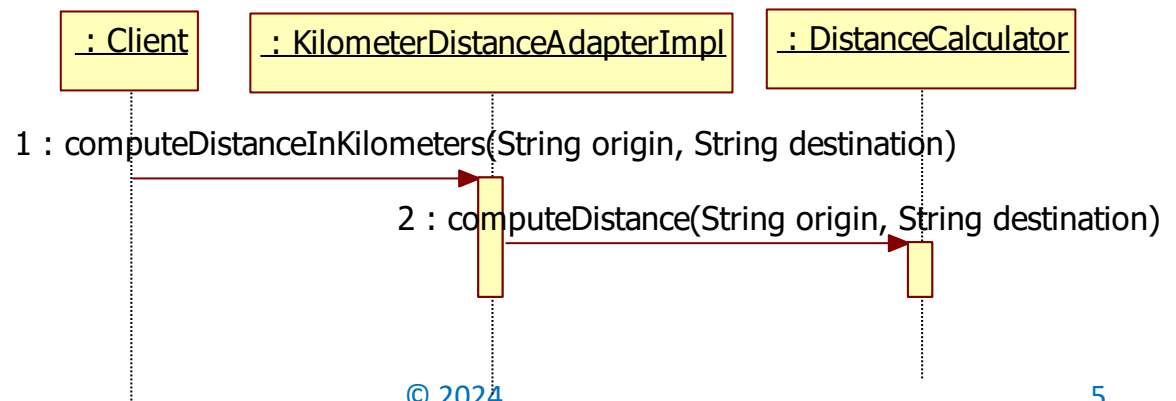 : Client
: KilometerDistanceAdapterImpl
: DistanceCalculator
1 : computeDistanceInKilometers(String origin, String destination)
2 : computeDistance(String origin, String destination)
© 2024
5